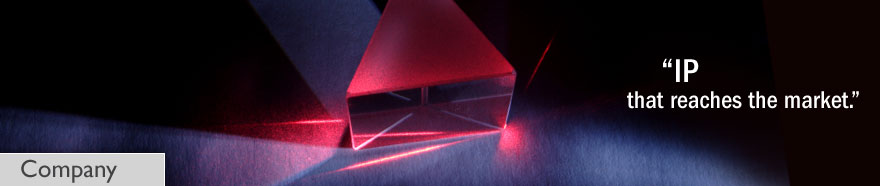 “IP
that reaches the market.”
Company